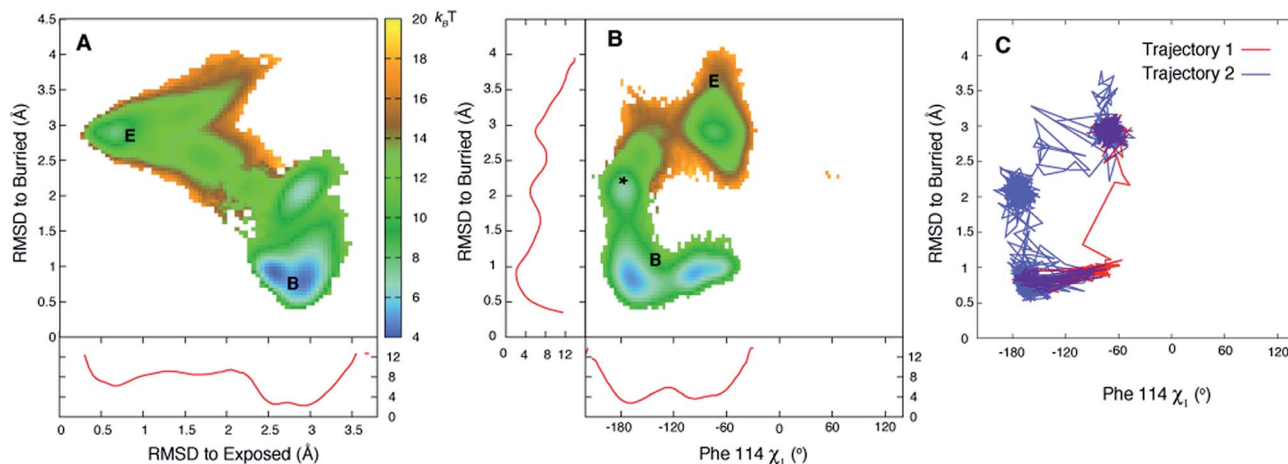 A
E
B
RMSD to Burried (Å)
4.5
4
3.5
3
2.5
2
1.5
1
0.5
0
k_BT
20
18
16
14
12
10
8
6
4
12
8
4
0
0 0.5 1 1.5 2 2.5 3 3.5
RMSD to Exposed (Å)
B
E
*
B
RMSD to Burried (Å)
4
3.5
3
2.5
2
1.5
1
0.5
0
0 4 8 12
12
8
4
0
-180 -120 -60 0 60 120
Phe 114 χ₁ (º)
C
Trajectory 1
Trajectory 2
RMSD to Burried (Å)
4
3.5
3
2.5
2
1.5
1
0.5
0
-180 -120 -60 0 60 120
Phe 114 χ₁ (º)